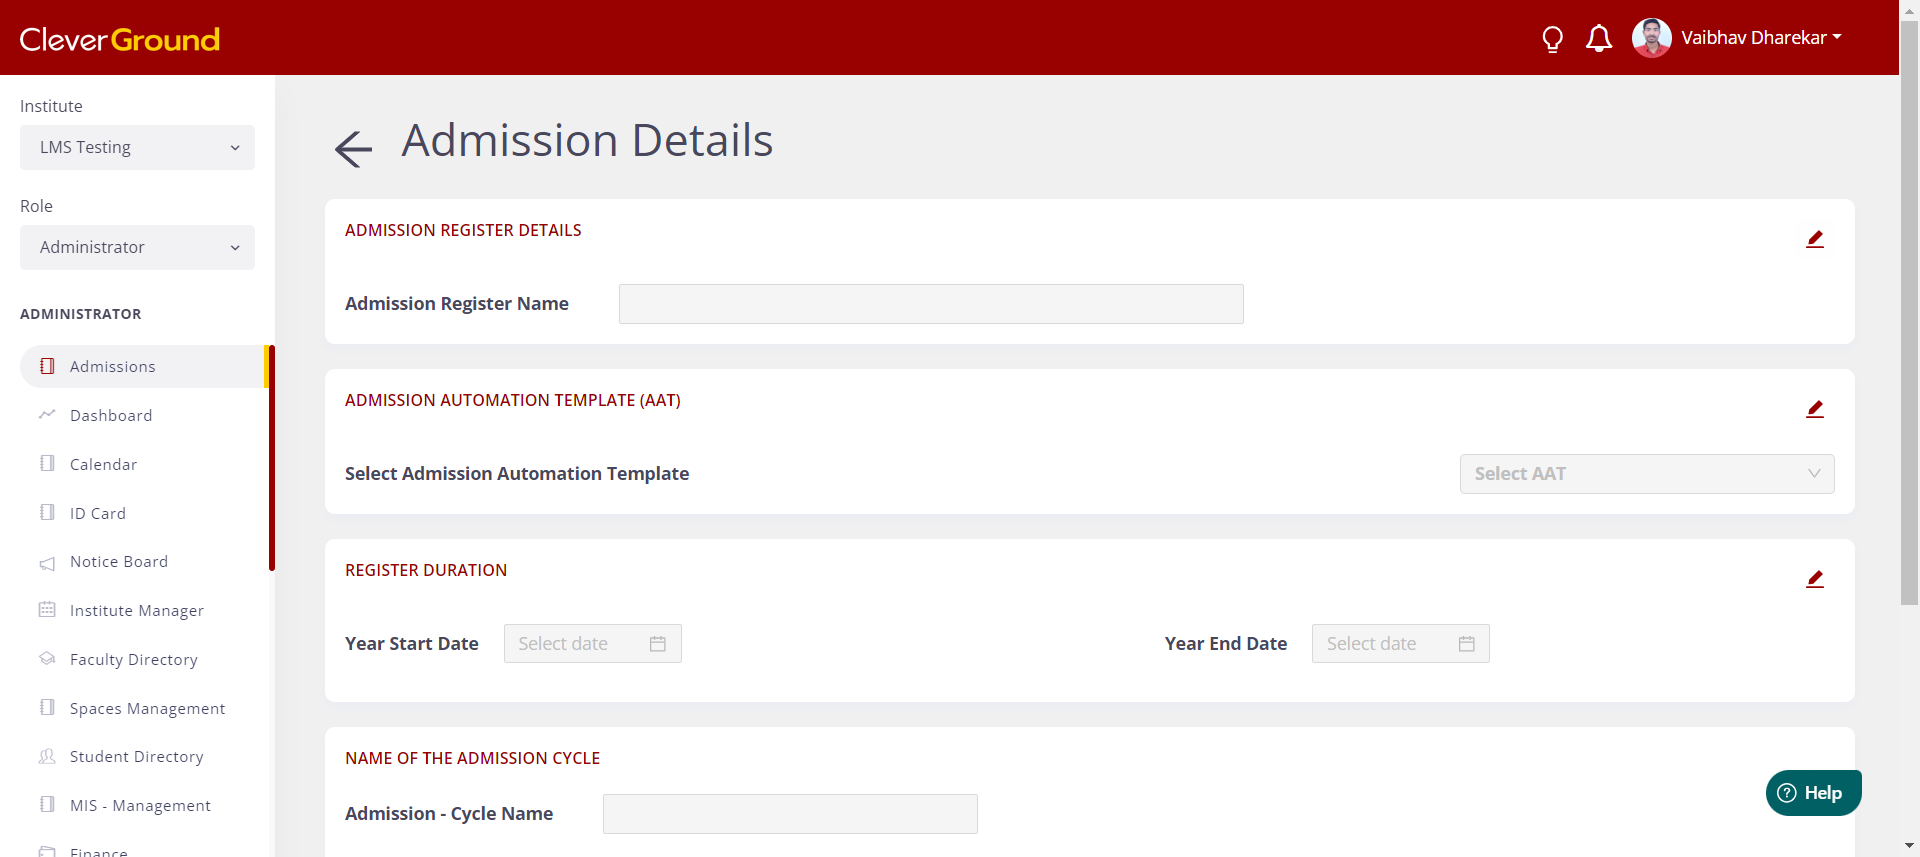 CleverGround
Vaibhav Dharekar
Institute
LMS Testing
Role
Administrator
ADMINISTRATOR
Admissions
Dashboard
Calendar
ID Card
Notice Board
Institute Manager
Faculty Directory
Spaces Management
Student Directory
MIS - Management
Finance
Admission Details
ADMISSION REGISTER DETAILS
Admission Register Name
ADMISSION AUTOMATION TEMPLATE (AAT)
Select Admission Automation Template
Select AAT
REGISTER DURATION
Year Start Date
Select date
Year End Date
Select date
NAME OF THE ADMISSION CYCLE
Admission - Cycle Name
Help